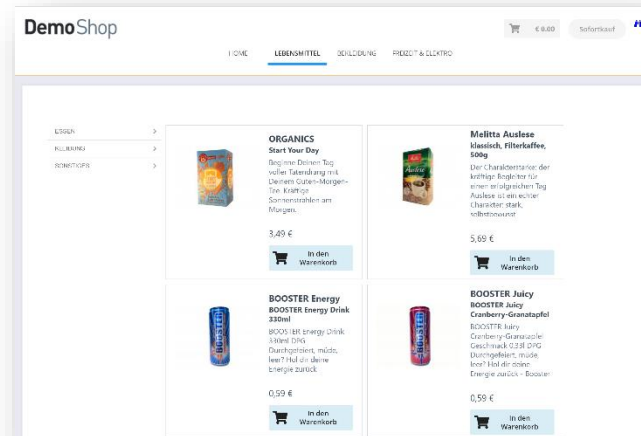 DemoShop
€ 0.00
Sofortkauf
HOME LEBENSMITTEL BEKLEIDUNG FREIZEIT & ELEKTRO
ESSEN
KLEIDUNG
SONSTIGES
ORGANICS
Start Your Day
Beginne Deinen Tag
voller Tatendrang mit
Deinem Guten-Morgen-
Tee. Kräftige
Sonnenstrahlen am
Morgen.
3,49 €
In den
Warenkorb
Melitta Auslese
klassisch, Filterkaffee,
500g
Der Charakterstarke: der
kräftige Begleiter für
einen erfolgreichen Tag
Auslese ist ein echter
Charakter: stark,
selbstbewusst
5,69 €
In den
Warenkorb
BOOSTER
BOOSTER Energy
BOOSTER Energy Drink
330ml
BOOSTER Energy Drink
330ml DPG
Durchgefeiert, müde,
leer? Hol dir deine
Energie zurück
0,59 €
In den
Warenkorb
BOOSTER
BOOSTER Juicy
BOOSTER Juicy
Cranberry-Granatapfel
BOOSTER Juicy
Cranberry-Granatapfel
Geschmack 0,33l DPG
Durchgefeiert, müde,
leer? Hol dir deine
Energie zurück - Booster
0,59 €
In den
Warenkorb